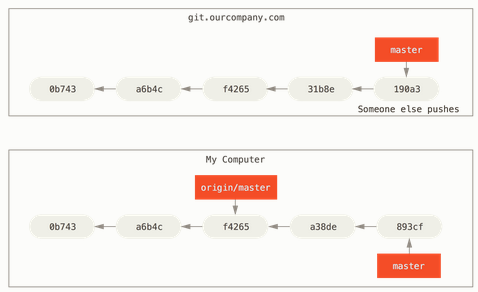 git.ourcompany.com
master
0b743 a6b4c f4265 31b8e 190a3
Someone else pushes
My Computer
origin/master
0b743 a6b4c f4265 a38de 893cf
master